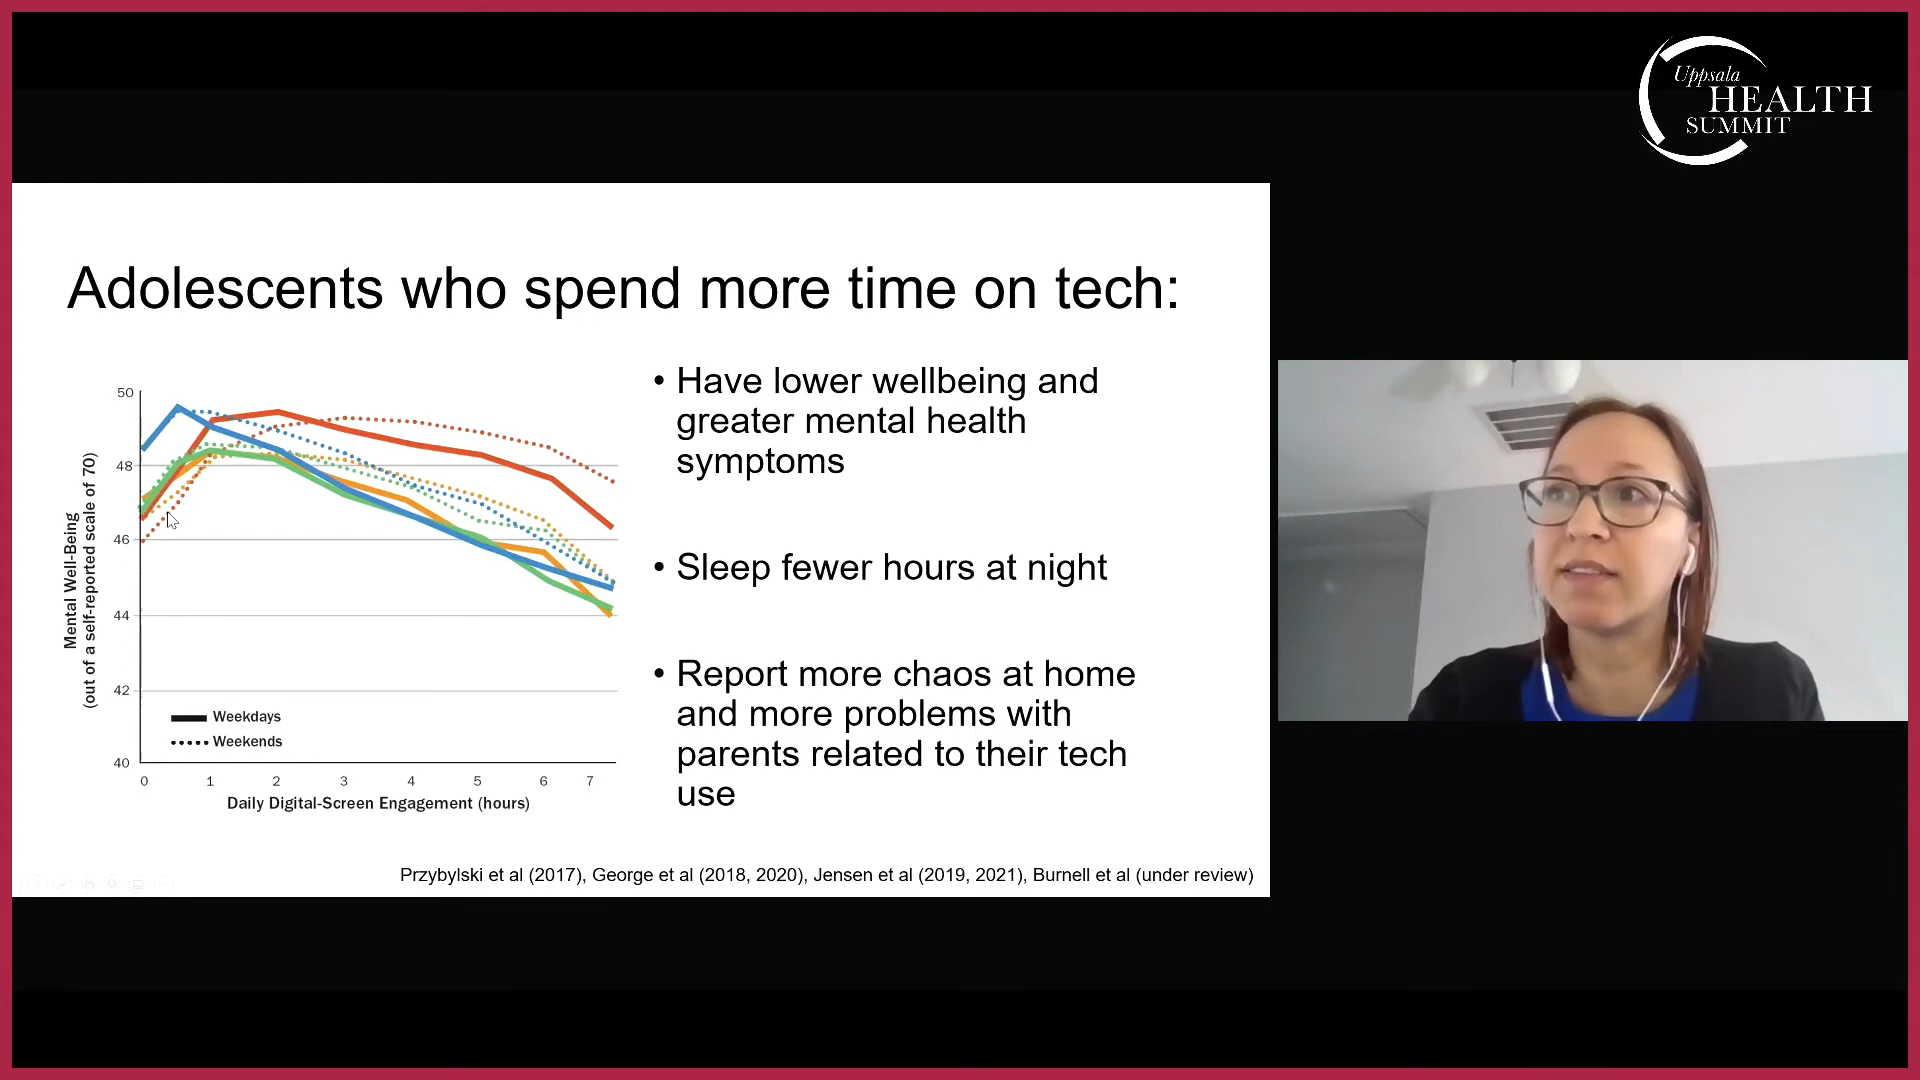 Uppsala
HEALTH
SUMMIT
Adolescents who spend more time on tech:
50
48
46
44
42
40
Mental Well-Being
(out of a self-reported scale of 70)
Weekdays
Weekends
0 1 2 3 4 5 6 7
Daily Digital-Screen Engagement (hours)
• Have lower wellbeing and
greater mental health
symptoms
• Sleep fewer hours at night
• Report more chaos at home
and more problems with
parents related to their tech
use
Przybylski et al (2017), George et al (2018, 2020), Jensen et al (2019, 2021), Burnell et al (under review)